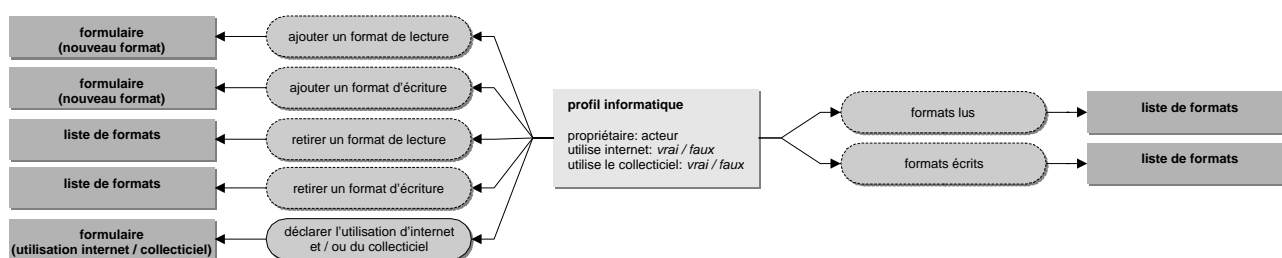 formulaire
(nouveau format)
ajouter un format de lecture
formulaire
(nouveau format)
ajouter un format d'écriture
liste de formats
retirer un format de lecture
liste de formats
retirer un format d'écriture
formulaire
(utilisation internet / collecticiel)
déclarer l'utilisation d'internet
et / ou du collecticiel
profil informatique
propriétaire: acteur
utilise internet: vrai / faux
utilise le collecticiel: vrai / faux
formats lus
liste de formats
formats écrits
liste de formats